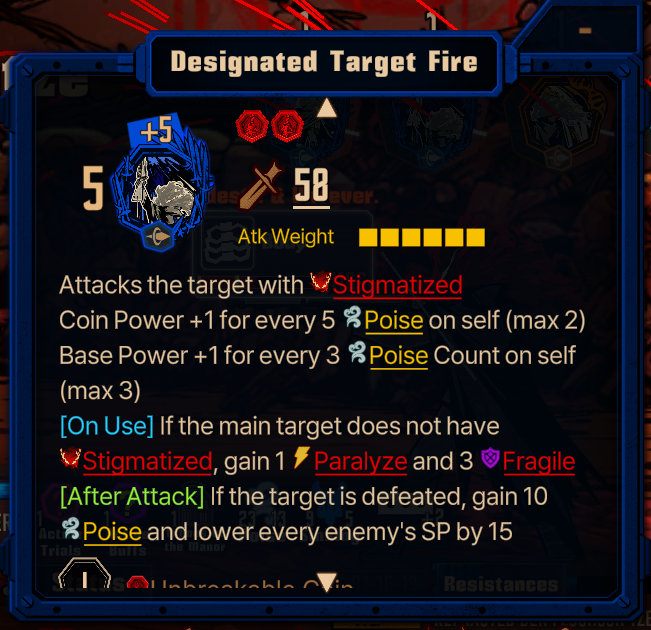 Designated Target Fire
+5
5
58
Atk Weight
Attacks the target with Stigmatized
Coin Power +1 for every 5 Poise on self (max 2)
Base Power +1 for every 3 Poise Count on self
(max 3)
[On Use] If the main target does not have
Stigmatized, gain 1 Paralyze and 3 Fragile
[After Attack] If the target is defeated, gain 10
Poise and lower every enemy's SP by 15
I Unbreakable Coin
Resistances